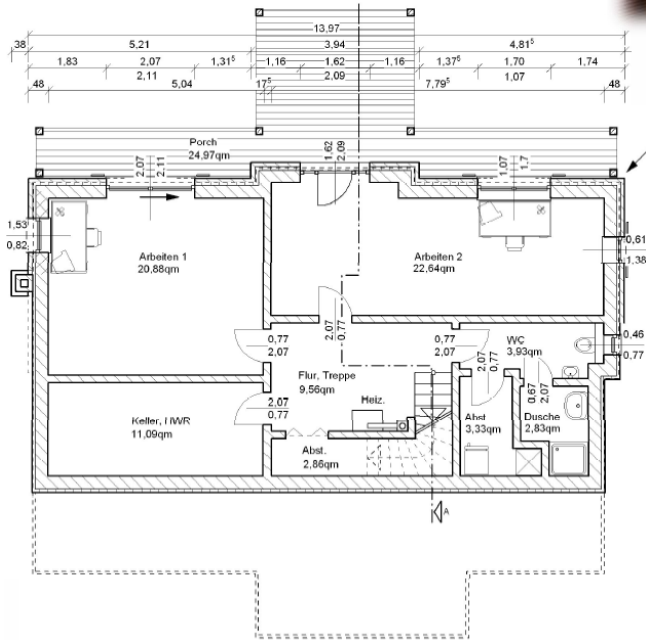 13,97
38 5,21 3,94 4,81⁵
1,83 2,07 1,31⁵ 1,16 1,62 1,16 1,37⁶ 1,70 1,74
2,11 2,09 1,07
48 5,04 17⁵ 7,79⁵ 48
Porch
24,97qm
2,07
2,11
1,62
2,09
1,07
1,7
1,53
0,82
Arbeiten 1
20,88qm
Arbeiten 2
22,64qm
0,61
1,38
2,07
0,77
0,77
2,07
0,77
2,07
WC
3,93qm
0,46
0,77
2,07
0,77
0,67
2,07
Flur, Treppe
9,56qm
Heiz.
2,07
0,77
Keller, HWR
11,09qm
Abst.
2,86qm
Abst
3,33qm
Dusche
2,83qm
A